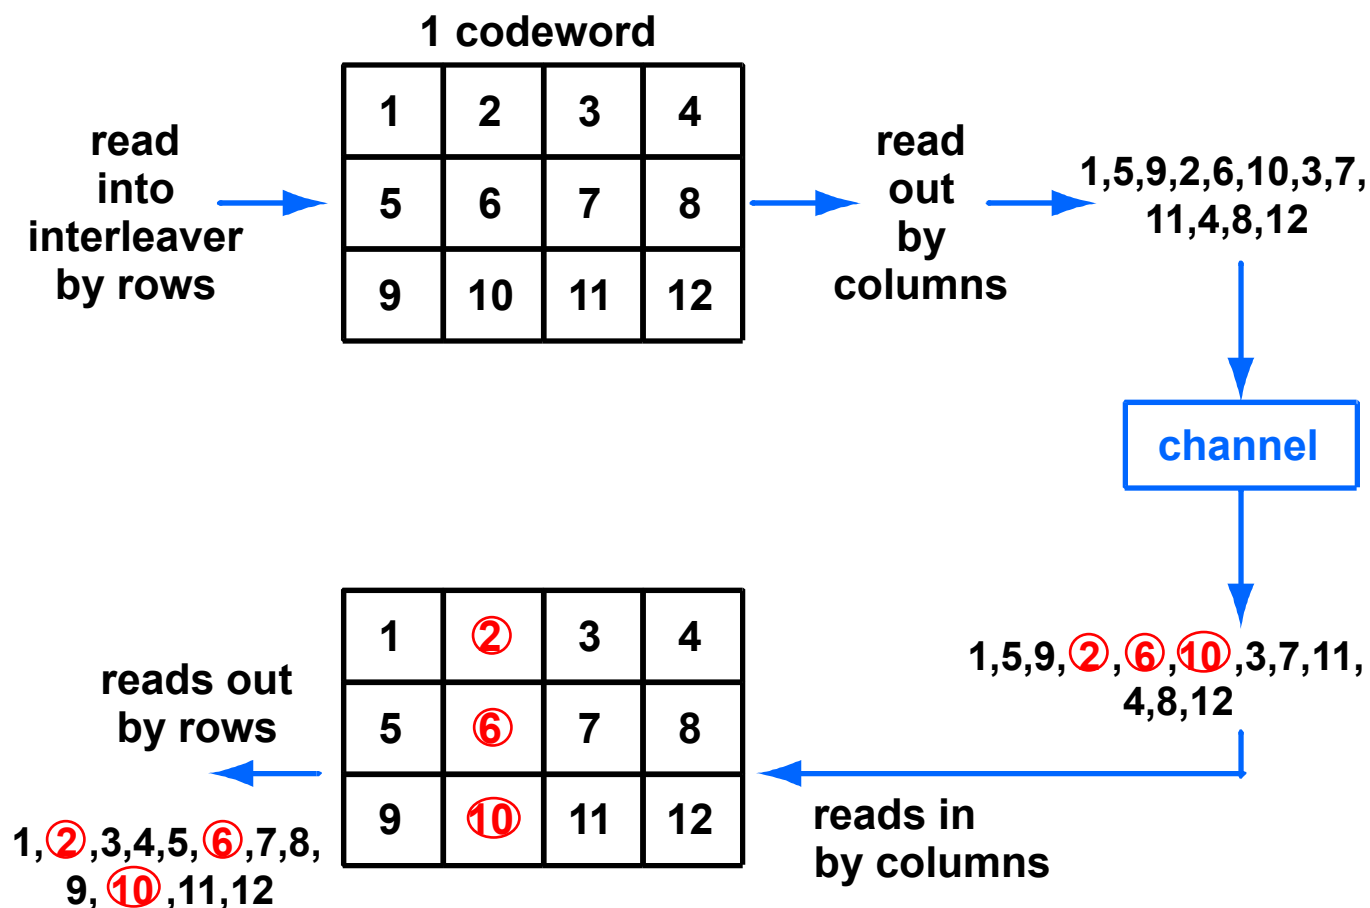 1 codeword
read
into
interleaver
by rows
1 2 3 4
5 6 7 8
9 10 11 12
read
out
by
columns
1,5,9,2,6,10,3,7,
11,4,8,12
channel
1,5,9,2,6,10,3,7,11,
4,8,12
reads in
by columns
1 2 3 4
5 6 7 8
9 10 11 12
reads out
by rows
1,2,3,4,5,6,7,8,
9,10,11,12